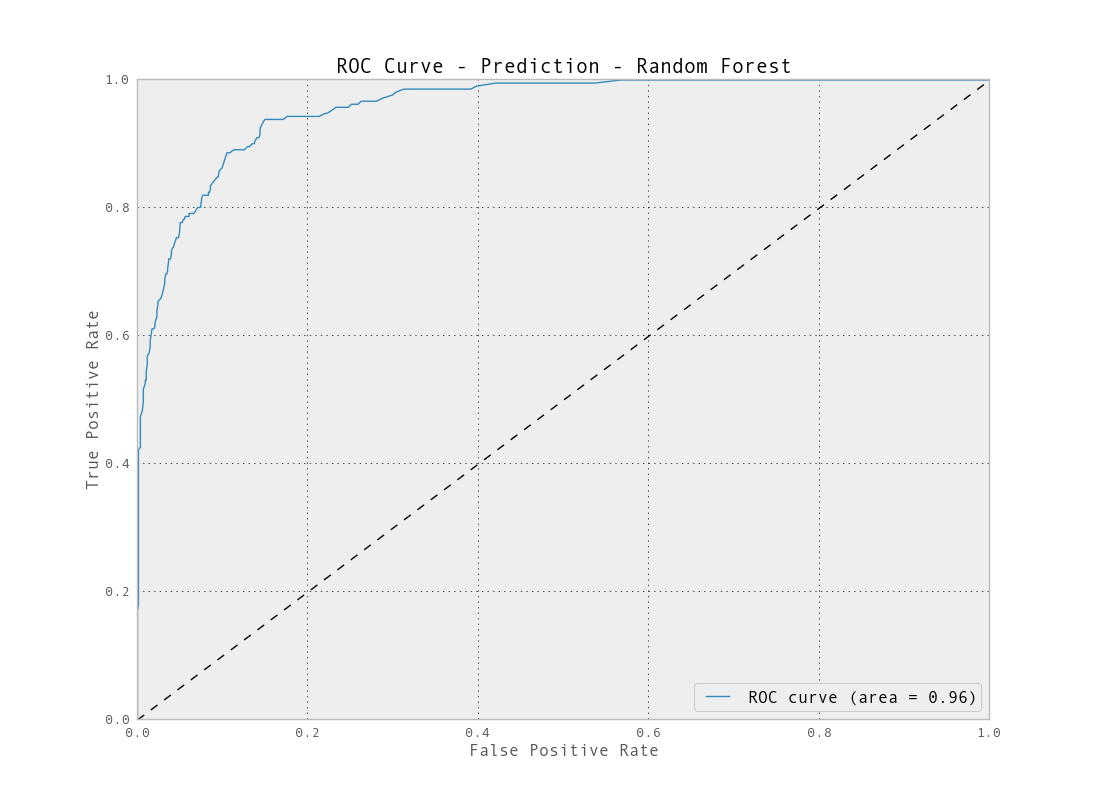 ROC Curve - Prediction - Random Forest
1.0
0.8
0.6
0.4
0.2
0.0
True Positive Rate
ROC curve (area = 0.96)
0.0 0.2 0.4 0.6 0.8 1.0
False Positive Rate